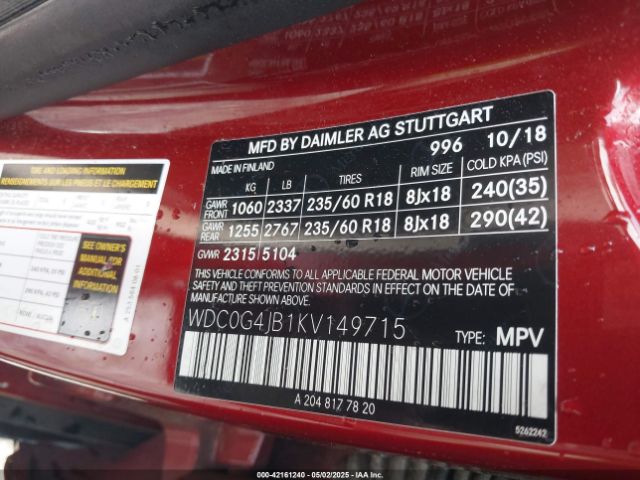 MFD BY DAIMLER AG STUTTGART
MADE IN FINLAND 996 10/18
KG LB TIRES RIM SIZE COLD KPA (PSI)
GAWR FRONT 1060 2337 235/60 R18 8Jx18 240(35)
GAWR REAR 1255 2767 235/60 R18 8Jx18 290(42)
GVWR 2315 5104
THIS VEHICLE CONFORMS TO ALL APPLICABLE FEDERAL MOTOR VEHICLE
SAFETY AND THEFT PREVENTION STANDARDS IN EFFECT ON THE DATE OF
MANUFACTURE SHOWN ABOVE.
WDC0G4JB1KV149715
TYPE: MPV
A 204 817 78 20
5262242
TIRE AND LOADING INFORMATION
SEE OWNER'S
MANUAL FOR
ADDITIONAL
INFORMATION
000-42161240 - 05/02/2025 - IAA, Inc.